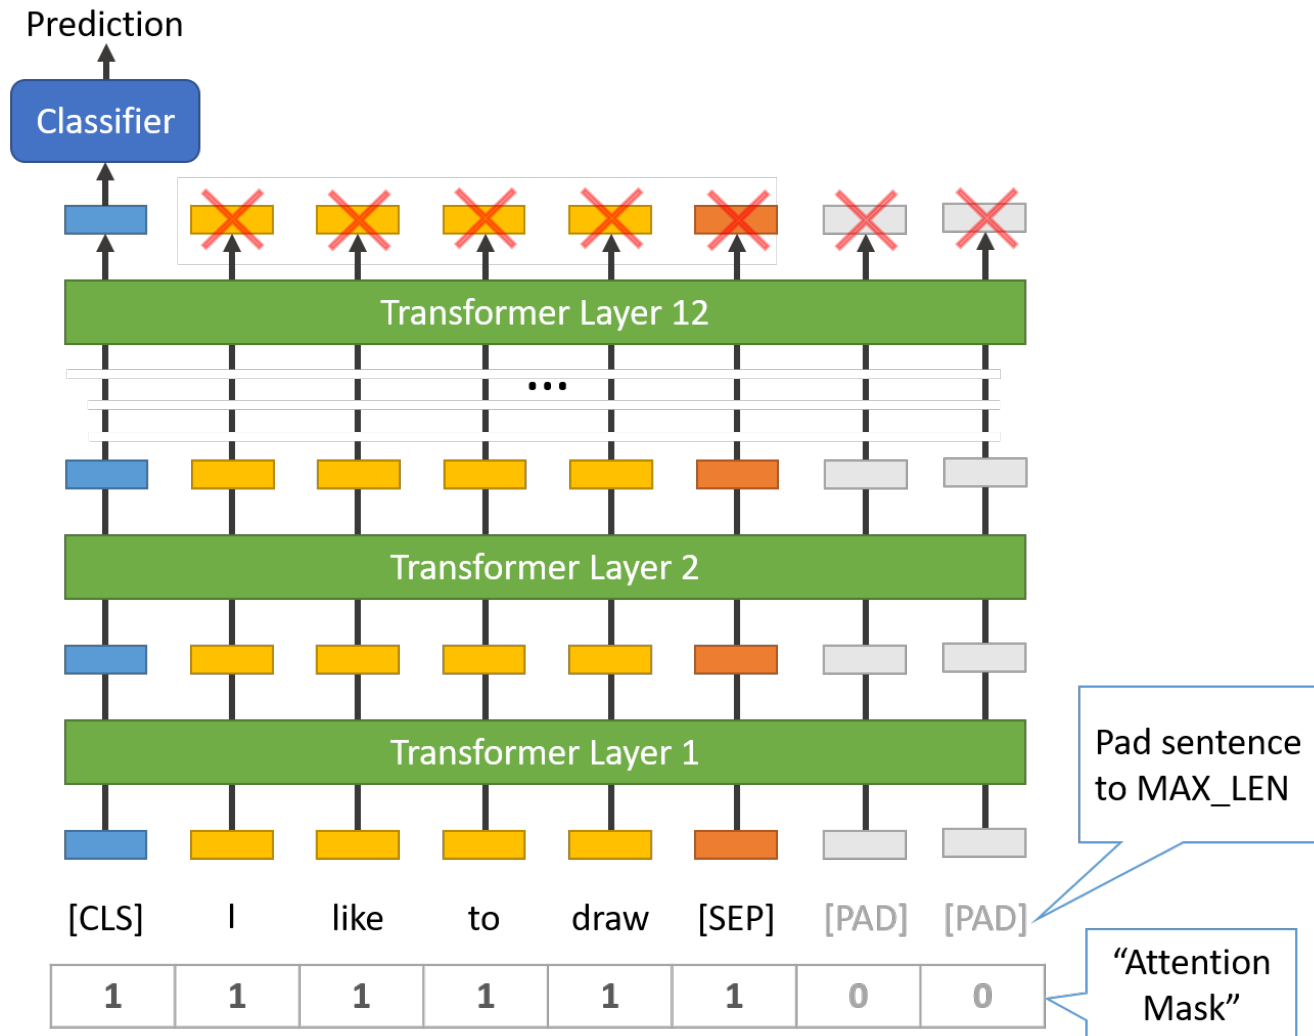 Prediction
Classifier
Transformer Layer 12
...
Transformer Layer 2
Transformer Layer 1
Pad sentence
to MAX_LEN
[CLS] I like to draw [SEP] [PAD] [PAD]
1 1 1 1 1 1 0 0
“Attention
Mask”